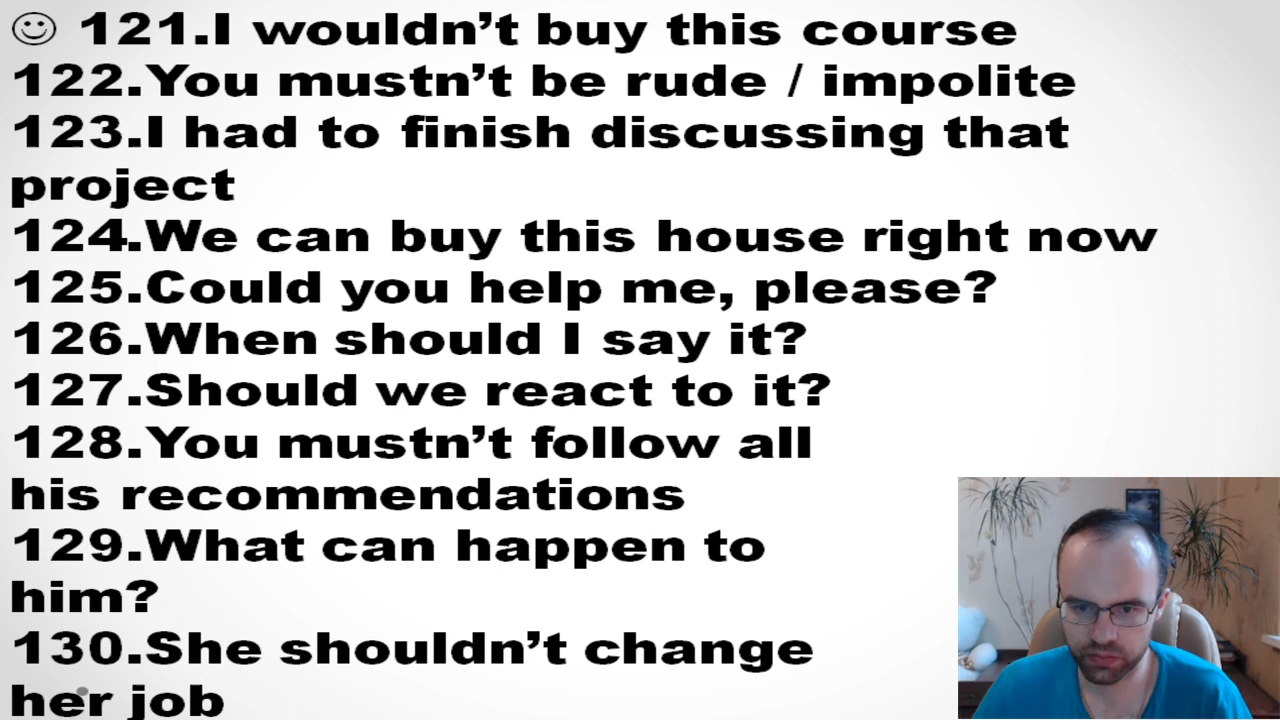 ☺ 121.I wouldn’t buy this course
122.You mustn’t be rude / impolite
123.I had to finish discussing that
project
124.We can buy this house right now
125.Could you help me, please?
126.When should I say it?
127.Should we react to it?
128.You mustn’t follow all
his recommendations
129.What can happen to
him?
130.She shouldn’t change
her job